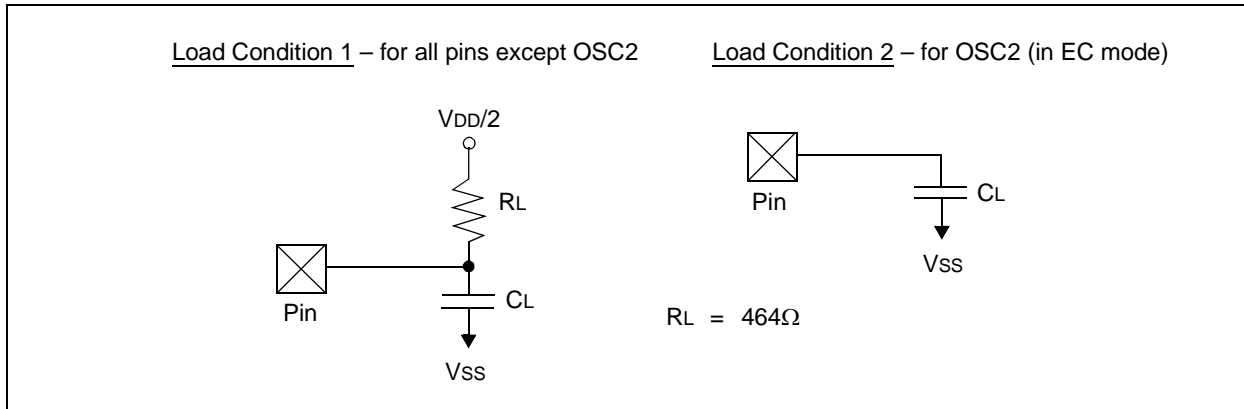 Load Condition 1 – for all pins except OSC2
Load Condition 2 – for OSC2 (in EC mode)
VDD/2
RL
Pin
CL
VSS
Pin
CL
VSS
RL = 464Ω